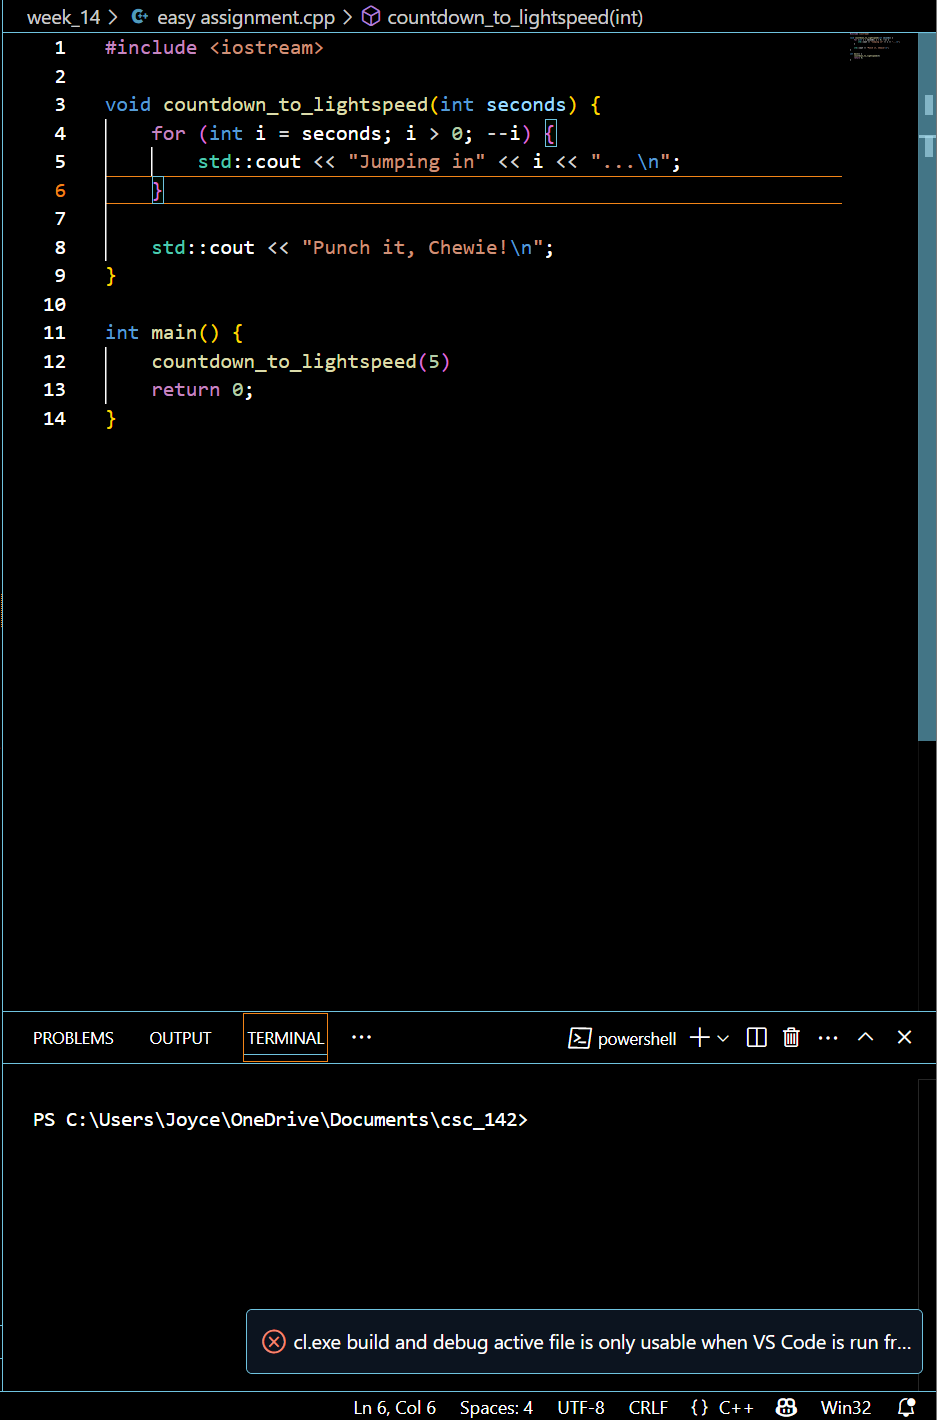 week_14 > easy assignment.cpp > countdown_to_lightspeed(int)
1 #include <iostream>
2
3 void countdown_to_lightspeed(int seconds) {
4     for (int i = seconds; i > 0; --i) {
5         std::cout << "Jumping in" << i << "...\n";
6     }
7
8     std::cout << "Punch it, Chewie!\n";
9 }
10
11 int main() {
12     countdown_to_lightspeed(5)
13     return 0;
14 }
PROBLEMS OUTPUT TERMINAL ... powershell
PS C:\Users\Joyce\OneDrive\Documents\csc_142>
cl.exe build and debug active file is only usable when VS Code is run fr...
Ln 6, Col 6 Spaces: 4 UTF-8 CRLF {} C++ Win32